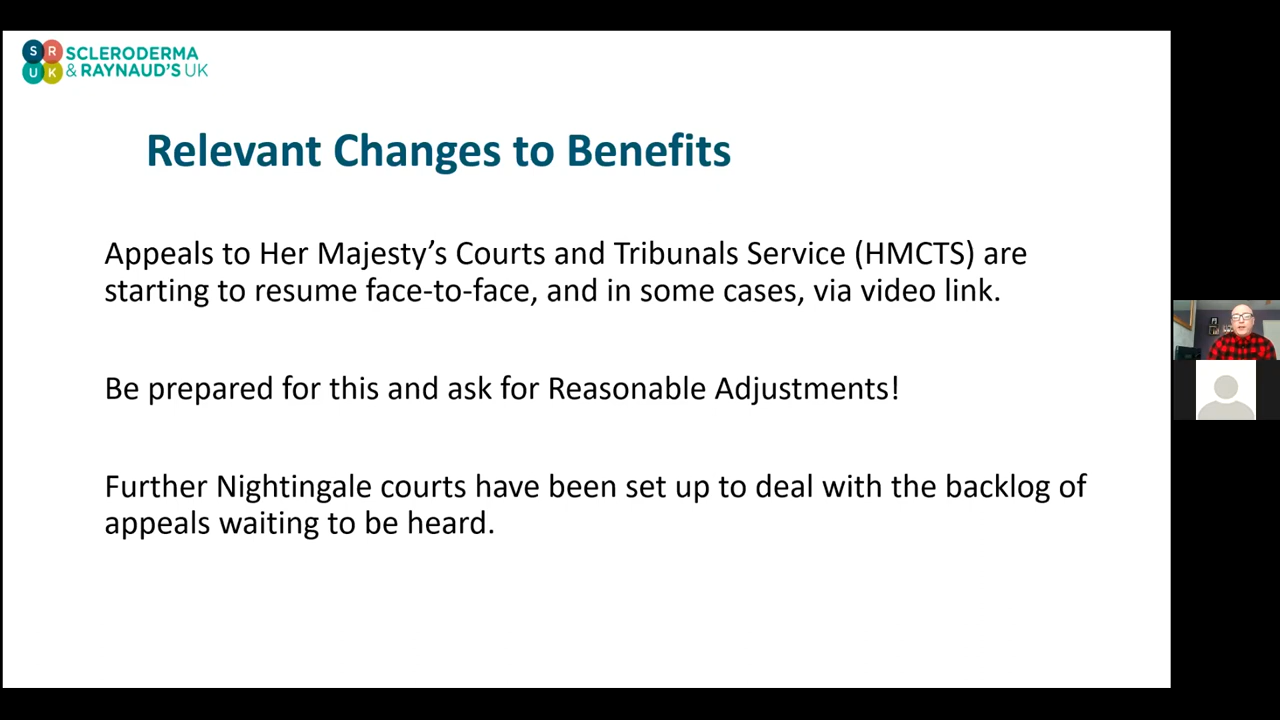 S R
U K
SCLERODERMA
& RAYNAUD'S UK
Relevant Changes to Benefits
Appeals to Her Majesty’s Courts and Tribunals Service (HMCTS) are
starting to resume face-to-face, and in some cases, via video link.
Be prepared for this and ask for Reasonable Adjustments!
Further Nightingale courts have been set up to deal with the backlog of
appeals waiting to be heard.